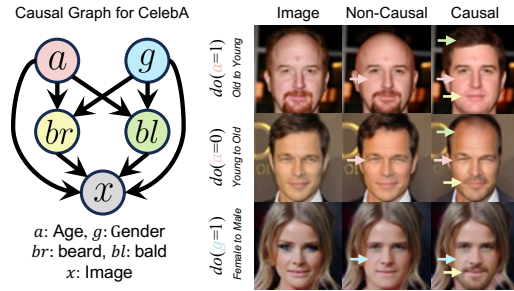 Causal Graph for CelebA
a
g
br
bl
x
a: Age, g: Gender
br: beard, bl: bald
x: Image
Image Non-Causal Causal
do(a=1)
Old to Young
do(a=0)
Young to Old
do(g=1)
Female to Male